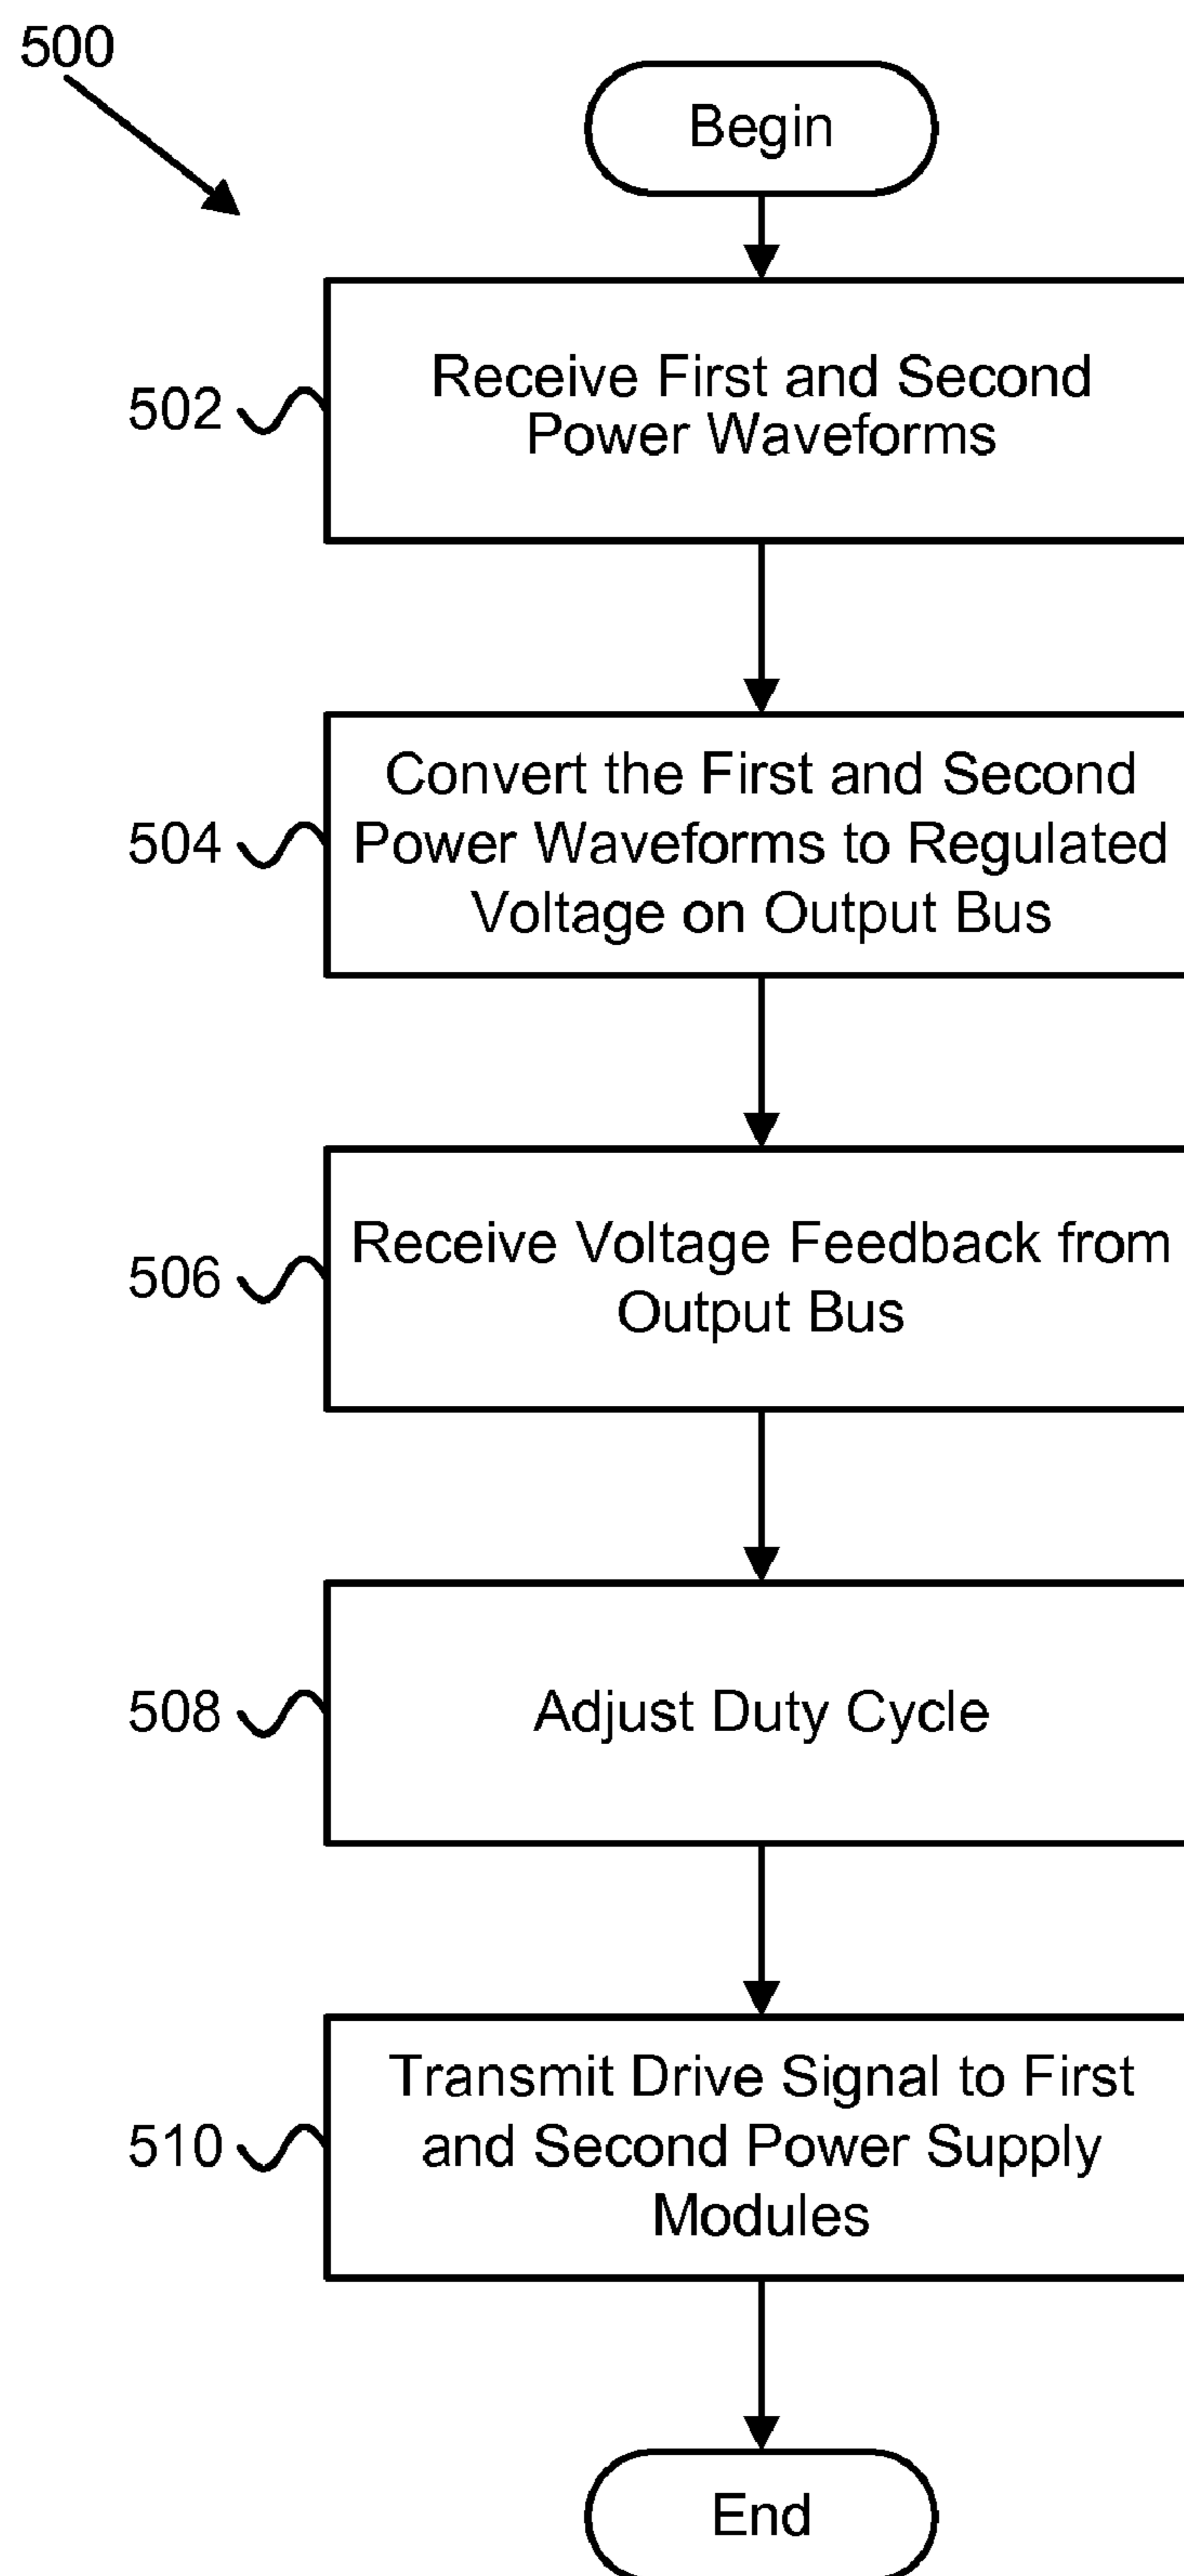 500
Begin
502
Receive First and Second
Power Waveforms
504
Convert the First and Second
Power Waveforms to Regulated
Voltage on Output Bus
506
Receive Voltage Feedback from
Output Bus
508
Adjust Duty Cycle
510
Transmit Drive Signal to First
and Second Power Supply
Modules
End